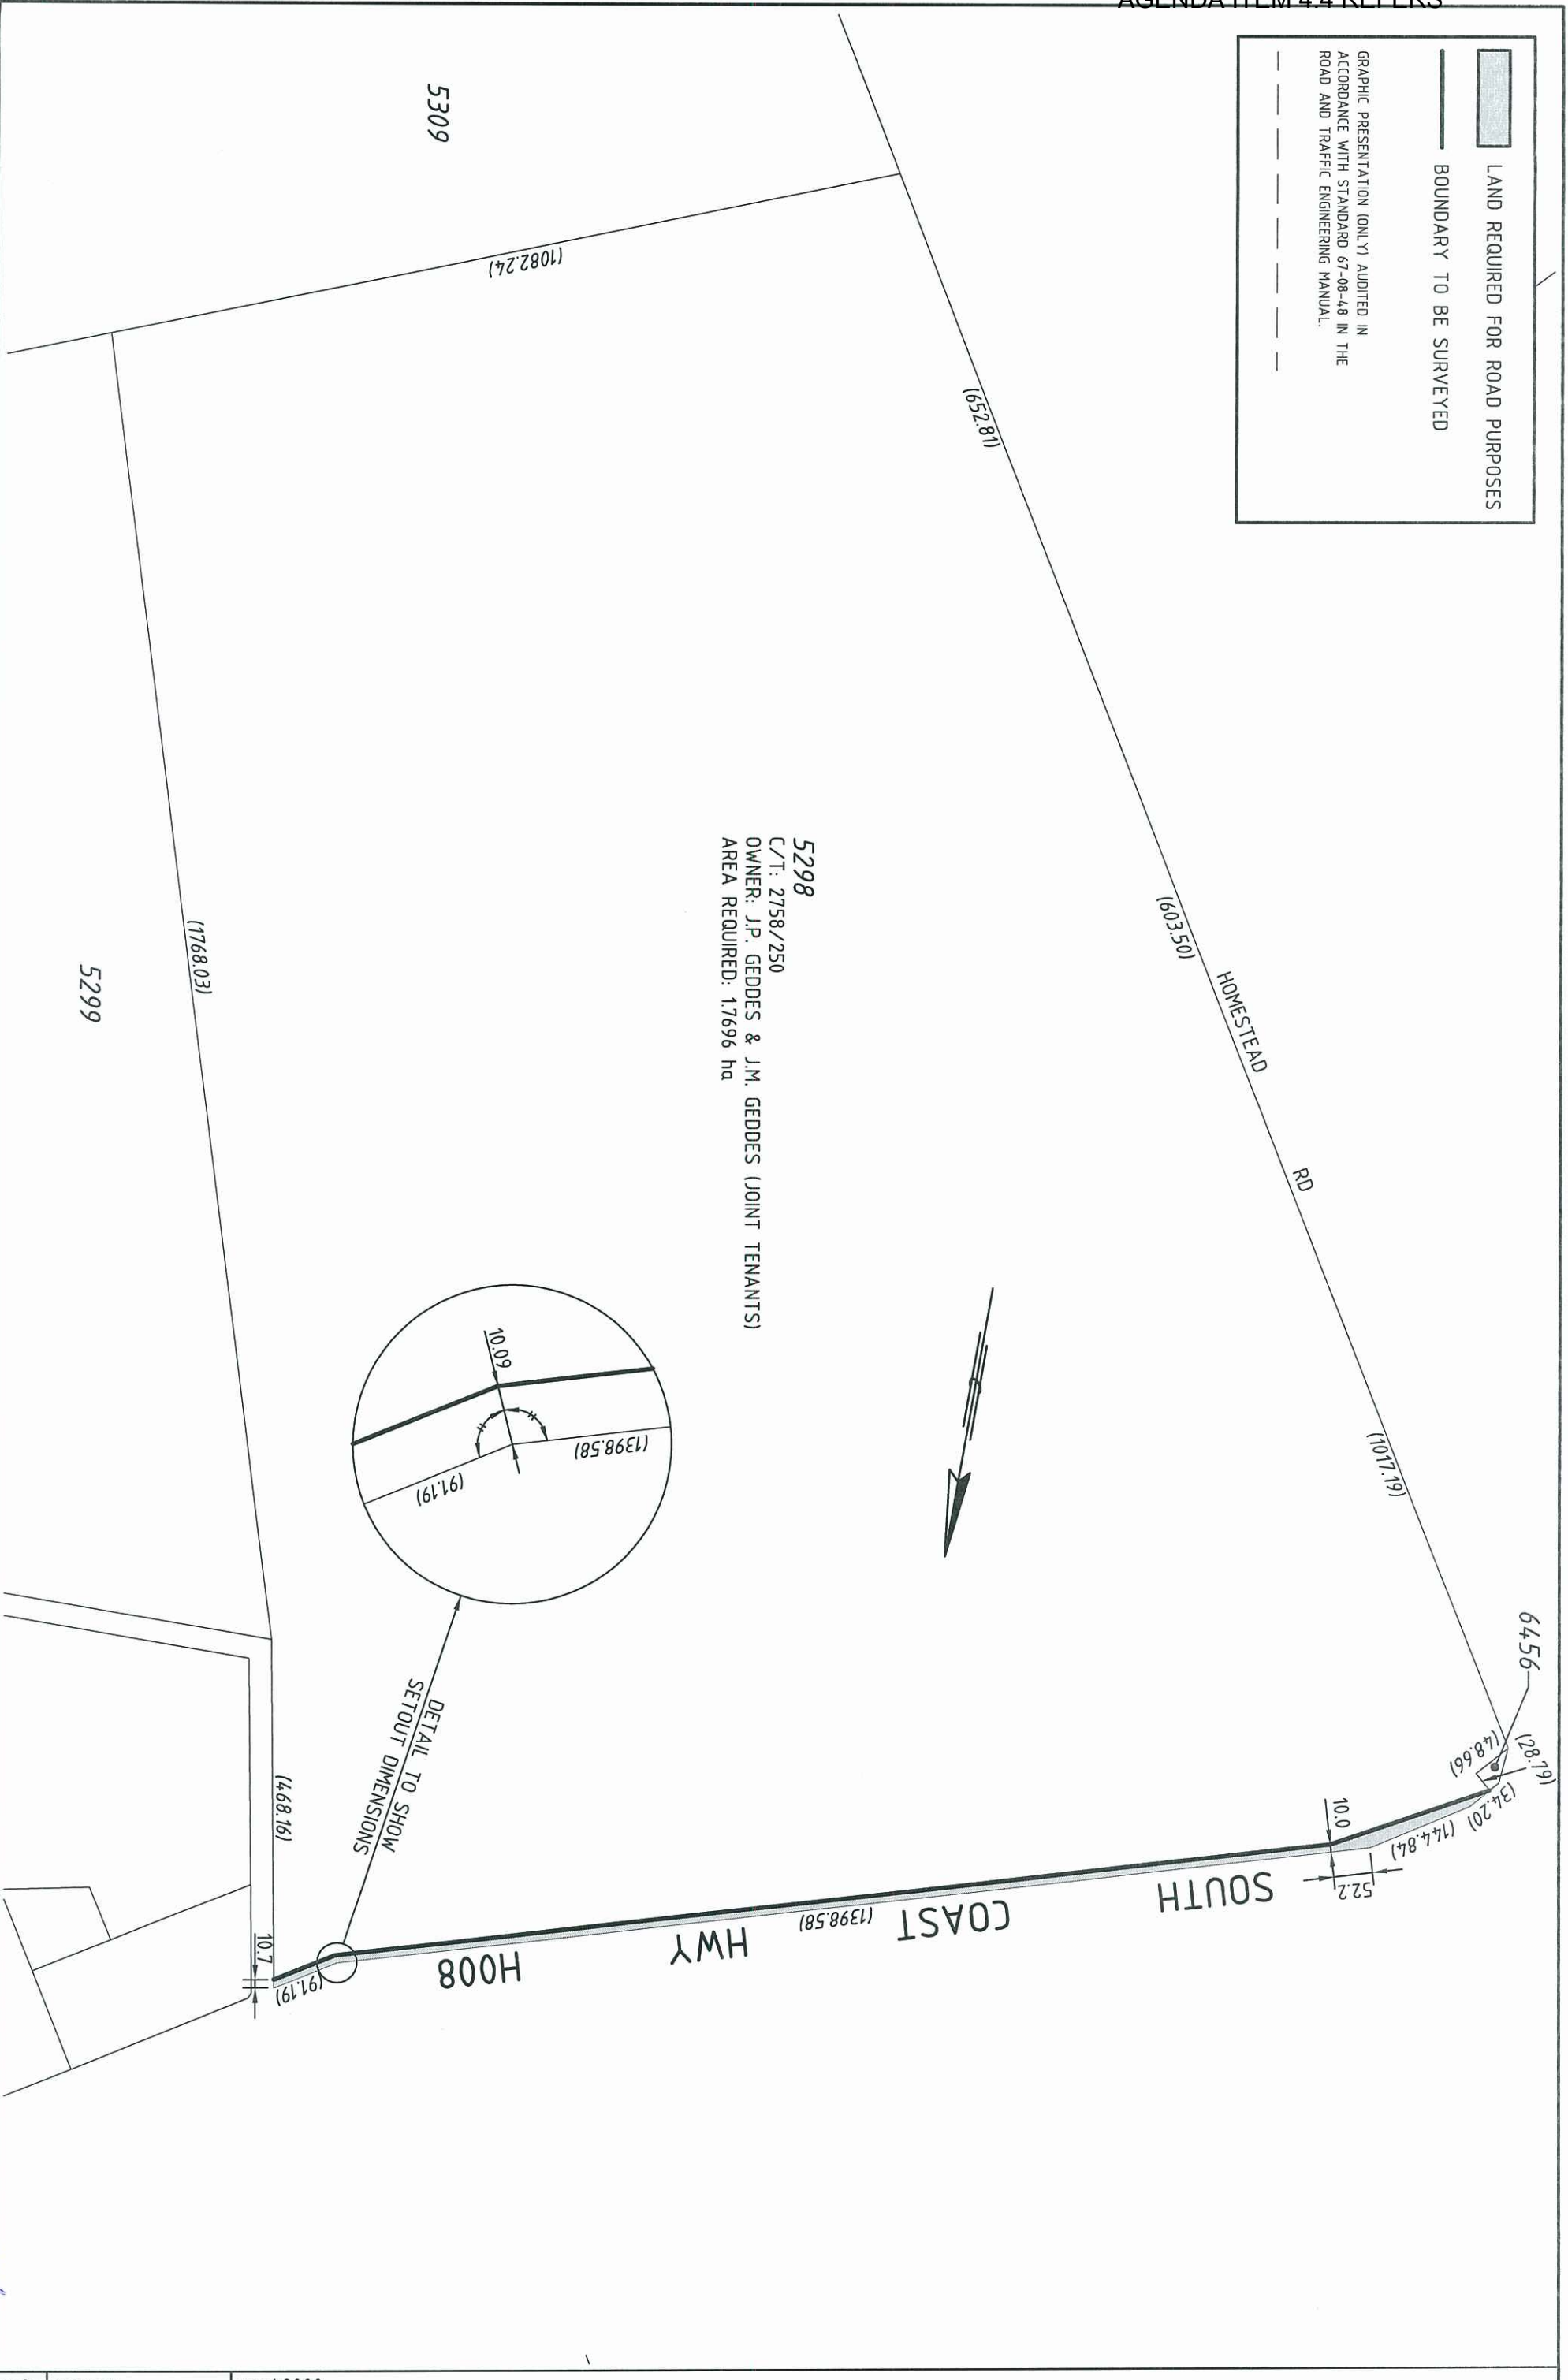 AGENDA ITEM 4.4 REFERS
LAND REQUIRED FOR ROAD PURPOSES
BOUNDARY TO BE SURVEYED
GRAPHIC PRESENTATION (ONLY) AUDITED IN
ACCORDANCE WITH STANDARD 67-08-48 IN THE
ROAD AND TRAFFIC ENGINEERING MANUAL.
5309
(1082.24)
(652.81)
(603.50)
HOMESTEAD
RD
(1017.19)
5298
C/T: 2758/250
OWNER: J.P. GEDDES & J.M. GEDDES (JOINT TENANTS)
AREA REQUIRED: 1.7696 ha
(1768.03)
5299
10.09
(1398.58)
(91.19)
DETAIL TO SHOW
SETOUT DIMENSIONS
6456
(48.66)
(28.79)
(34.20)
(144.84)
10.0
52.2
SOUTH
COAST
(1398.58)
HWY
H008
(468.16)
10.7
(91.19)